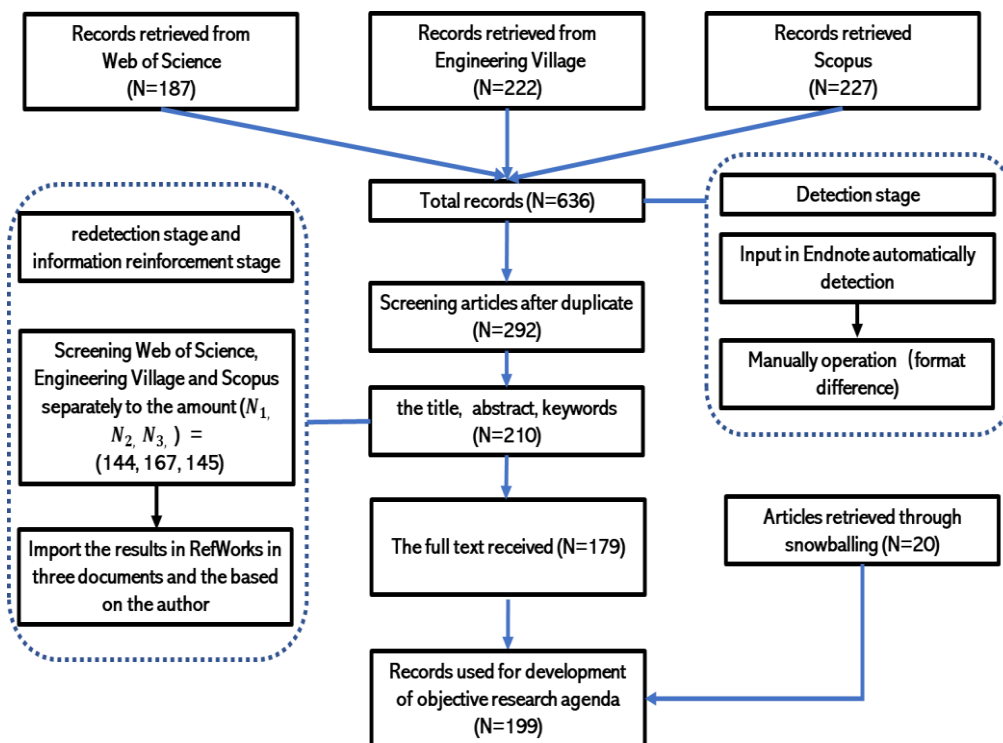 Records retrieved from
Web of Science
(N=187)
Records retrieved from
Engineering Village
(N=222)
Records retrieved
Scopus
(N=227)
Total records (N=636)
Detection stage
redetection stage and
information reinforcement stage
Input in Endnote automatically
detection
Screening articles after duplicate
(N=292)
Manually operation (format
difference)
Screening Web of Science,
Engineering Village and Scopus
separately to the amount (N₁,
N₂, N₃, ) =
(144, 167, 145)
the title, abstract, keywords
(N=210)
Import the results in RefWorks in
three documents and the based
on the author
The full text received (N=179)
Articles retrieved through
snowballing (N=20)
Records used for development
of objective research agenda
(N=199)